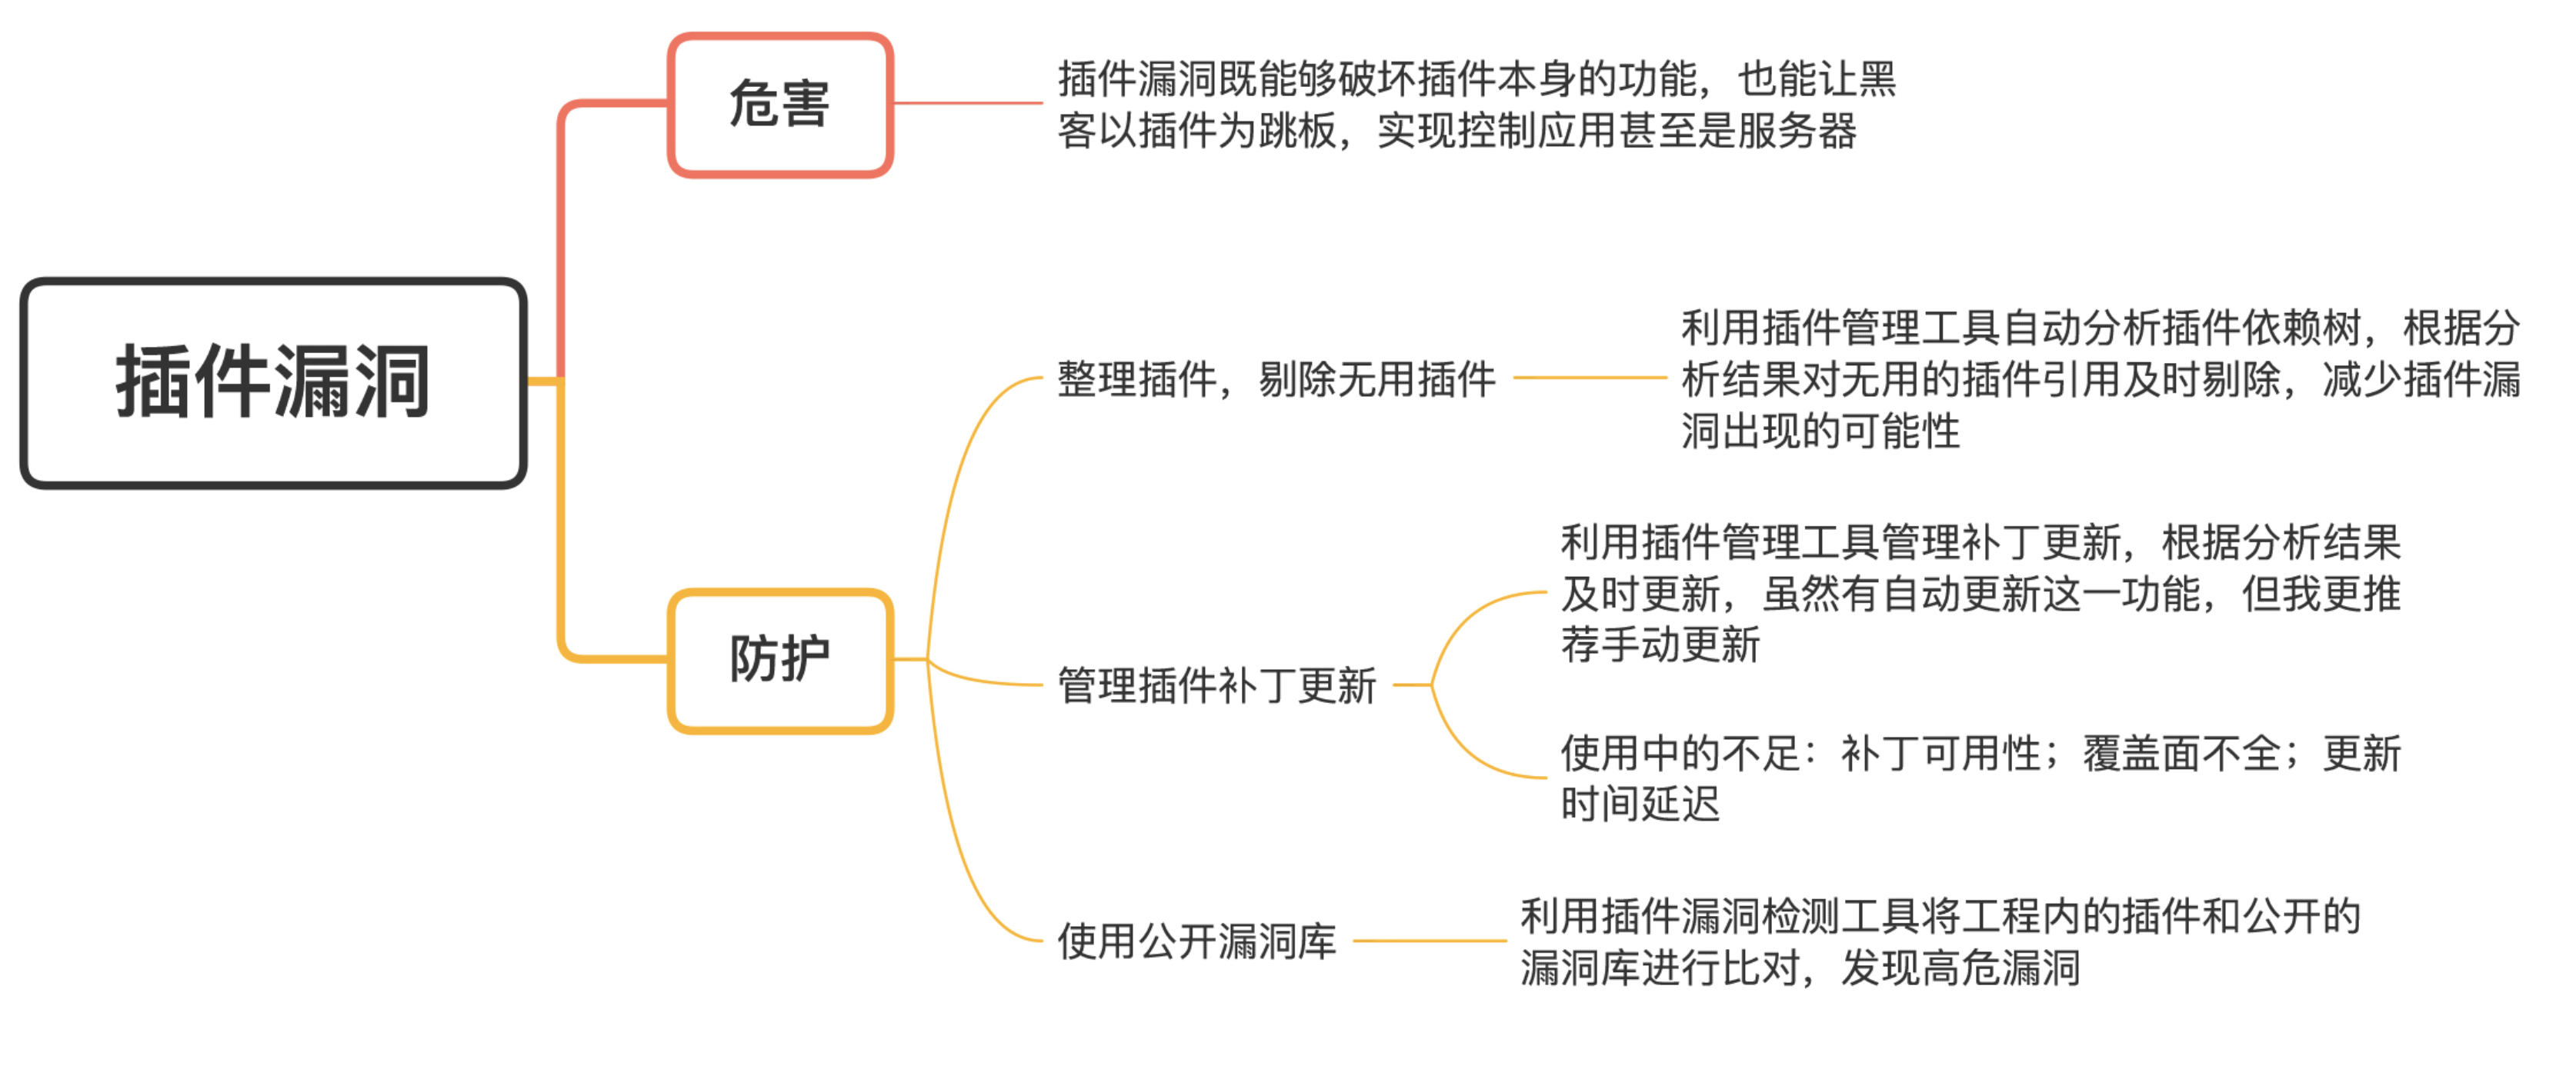 插件漏洞
危害
插件漏洞既能够破坏插件本身的功能，也能让黑
客以插件为跳板，实现控制应用甚至是服务器
防护
整理插件，剔除无用插件
利用插件管理工具自动分析插件依赖树，根据分
析结果对无用的插件引用及时剔除，减少插件漏
洞出现的可能性
管理插件补丁更新
利用插件管理工具管理补丁更新，根据分析结果
及时更新，虽然有自动更新这一功能，但我更推
荐手动更新
使用中的不足：补丁可用性；覆盖面不全；更新
时间延迟
使用公开漏洞库
利用插件漏洞检测工具将工程内的插件和公开的
漏洞库进行比对，发现高危漏洞